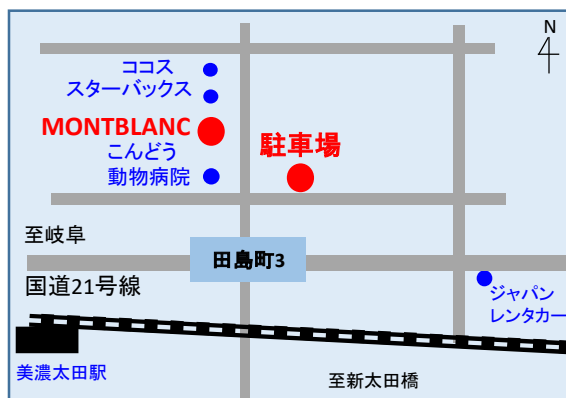 N
ココス
スターバックス
MONTBLANC
こんどう
動物病院
駐車場
至岐阜
田島町3
国道21号線
ジャパン
レンタカー
美濃太田駅
至新太田橋